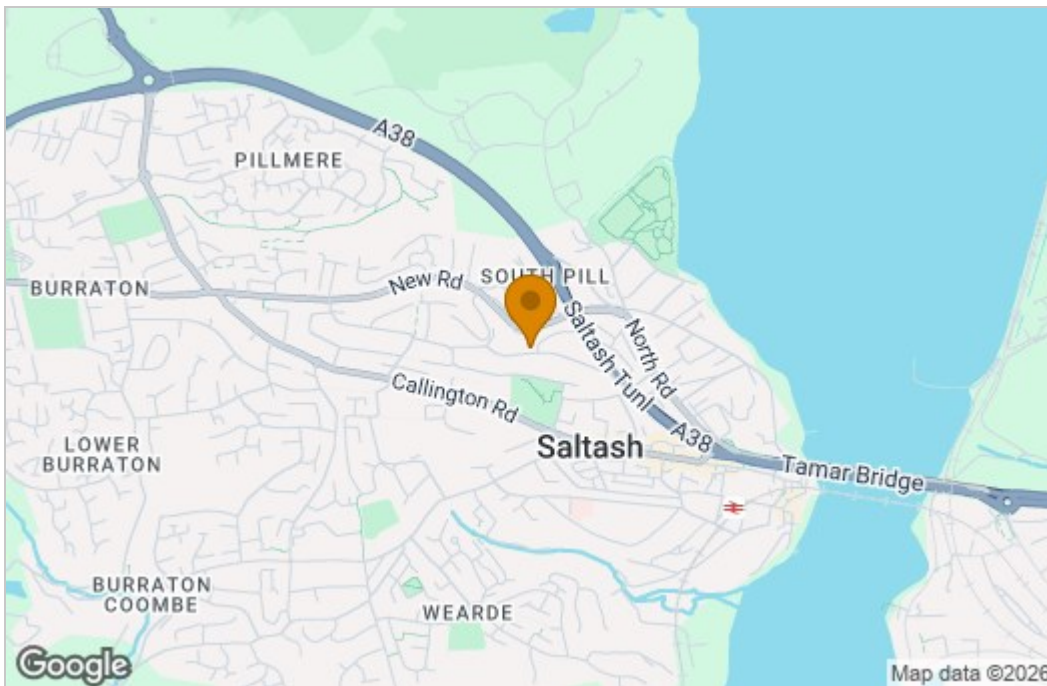 A38
PILLMERE
SOUTH PILL
New Rd
BURRATON
Saltash Tunl
North Rd
Callington Rd
LOWER
BURRATON
Saltash
A38
Tamar Bridge
BURRATON
COOMBE
WEARDE
Google
Map data ©2026